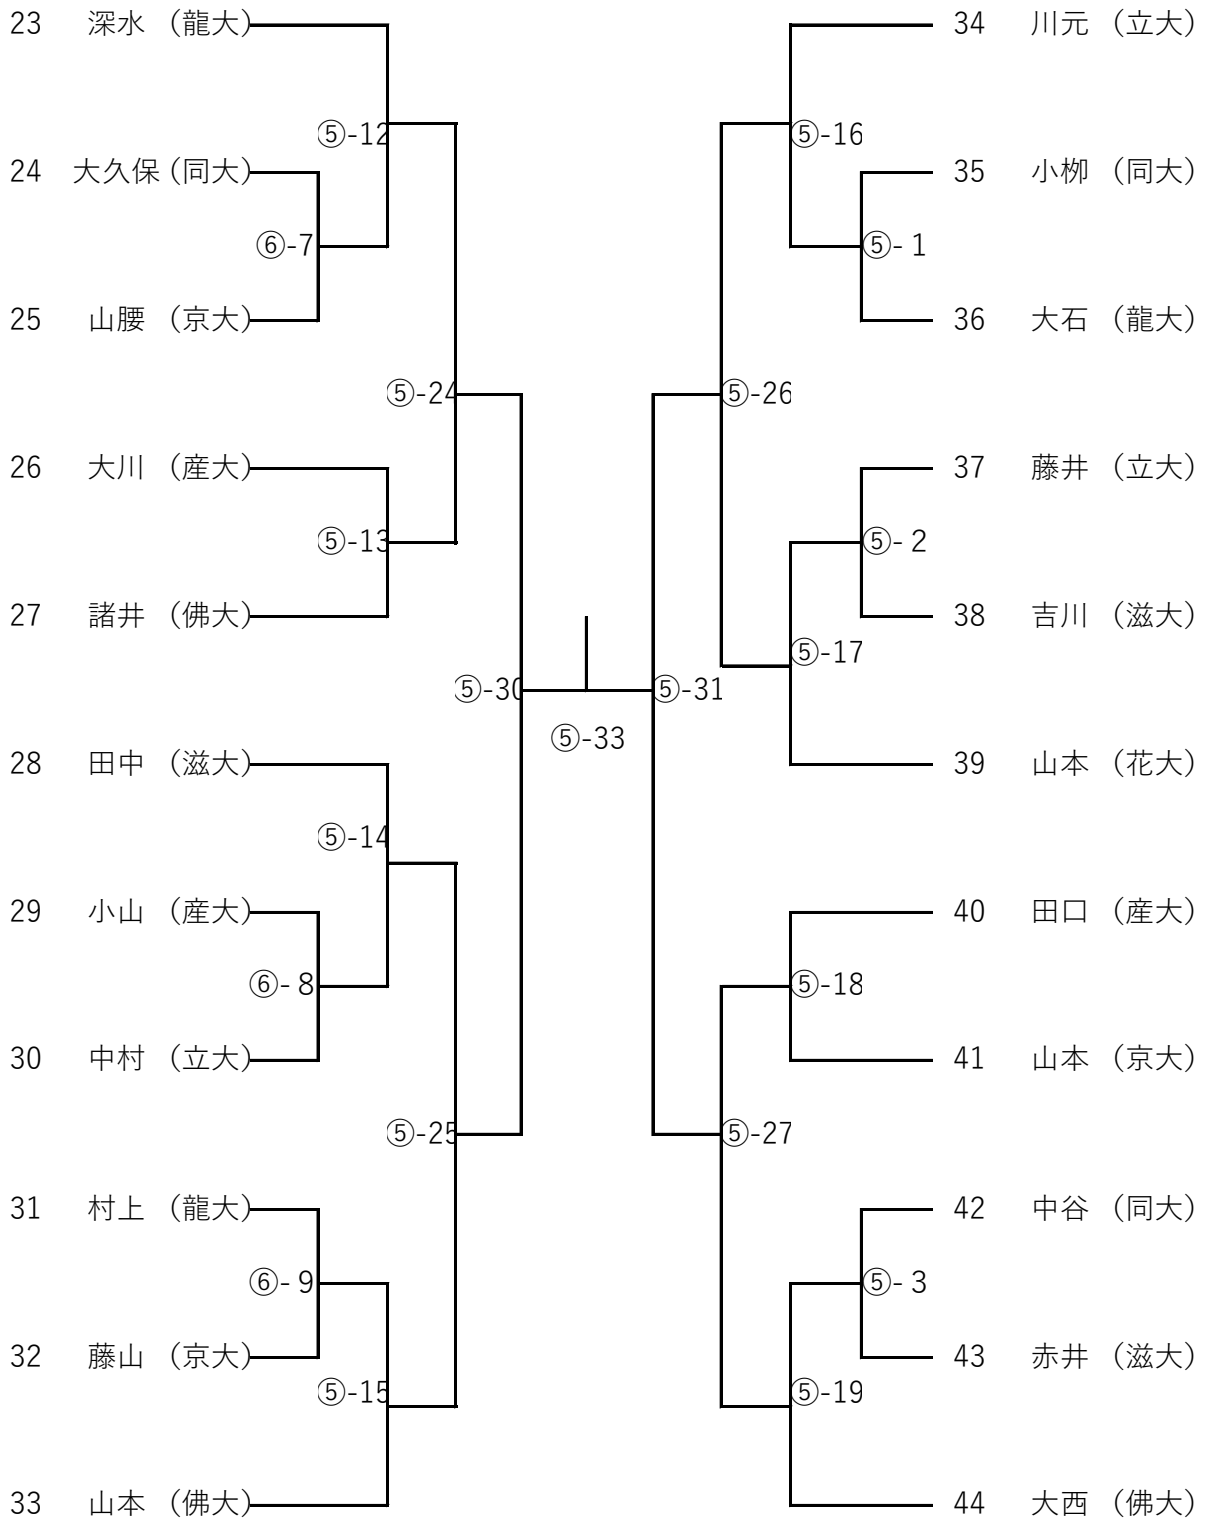 23 深水 （龍大）
⑤-12
24 大久保（同大）
⑥-7
25 山腰 （京大）
⑤-24
26 大川 （産大）
⑤-13
27 諸井 （佛大）
⑤-30
28 田中 （滋大）
⑤-14
29 小山 （産大）
⑥- 8
30 中村 （立大）
⑤-25
31 村上 （龍大）
⑥- 9
32 藤山 （京大）
⑤-15
33 山本 （佛大）
⑤-33
34 川元 （立大）
⑤-16
35 小栁 （同大）
⑤- 1
36 大石 （龍大）
⑤-26
37 藤井 （立大）
⑤- 2
38 吉川 （滋大）
⑤-17
⑤-31
39 山本 （花大）
40 田口 （産大）
⑤-18
41 山本 （京大）
⑤-27
42 中谷 （同大）
⑤- 3
43 赤井 （滋大）
⑤-19
44 大西 （佛大）